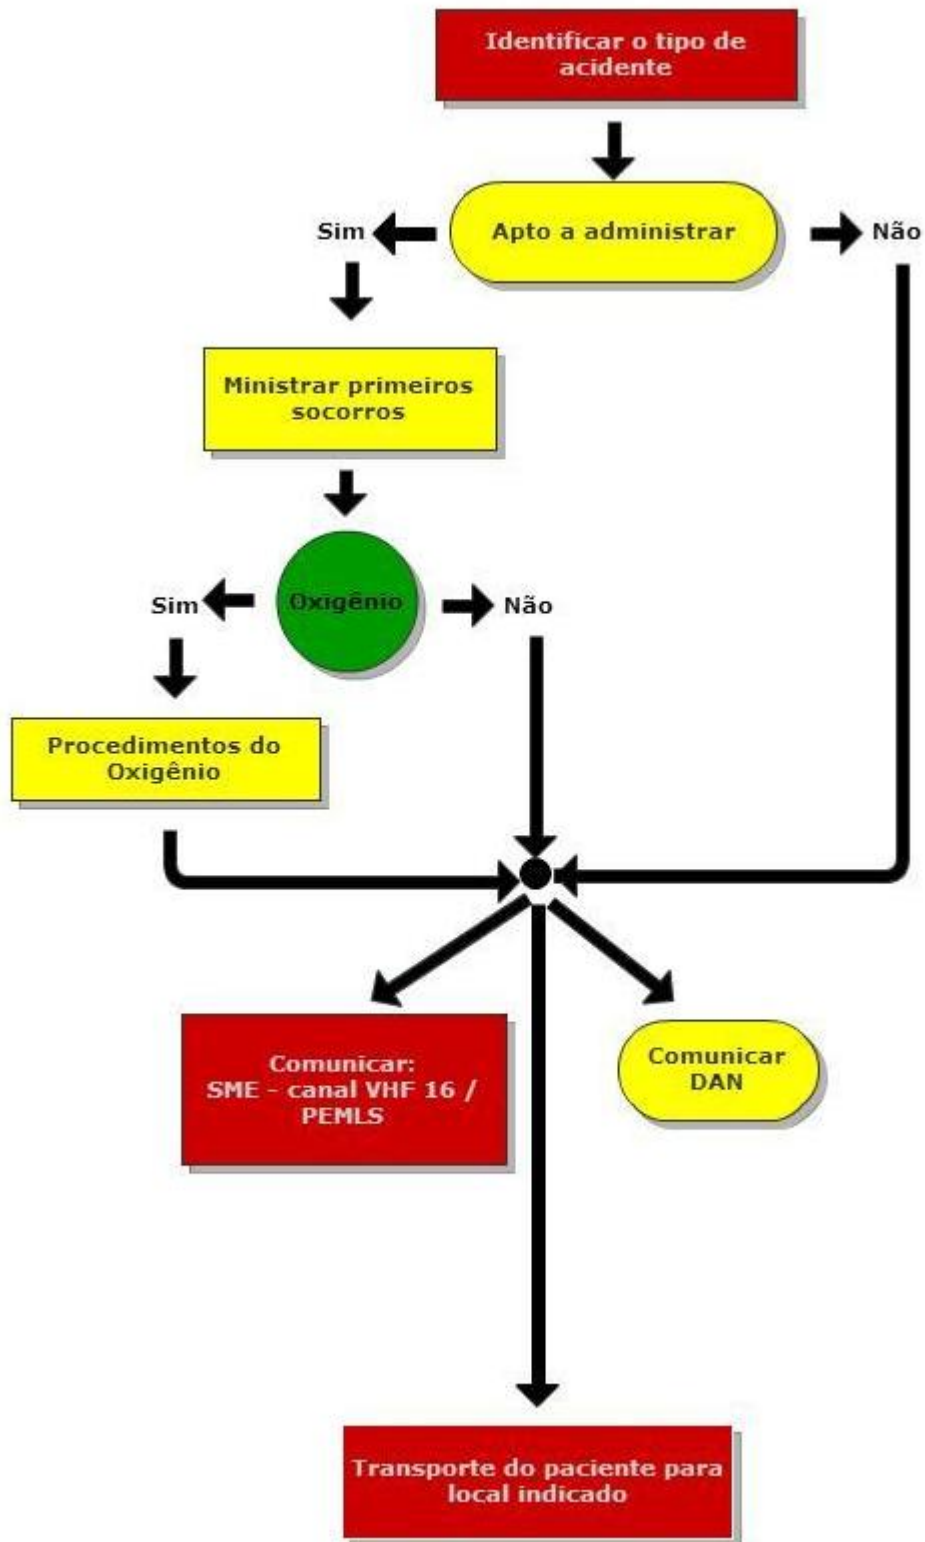 Identificar o tipo de
acidente
Apto a administrar
Sim
Não
Ministrar primeiros
socorros
Oxigênio
Sim
Não
Procedimentos do
Oxigênio
Comunicar:
SME - canal VHF 16 /
PEMLS
Comunicar
DAN
Transporte do paciente para
local indicado